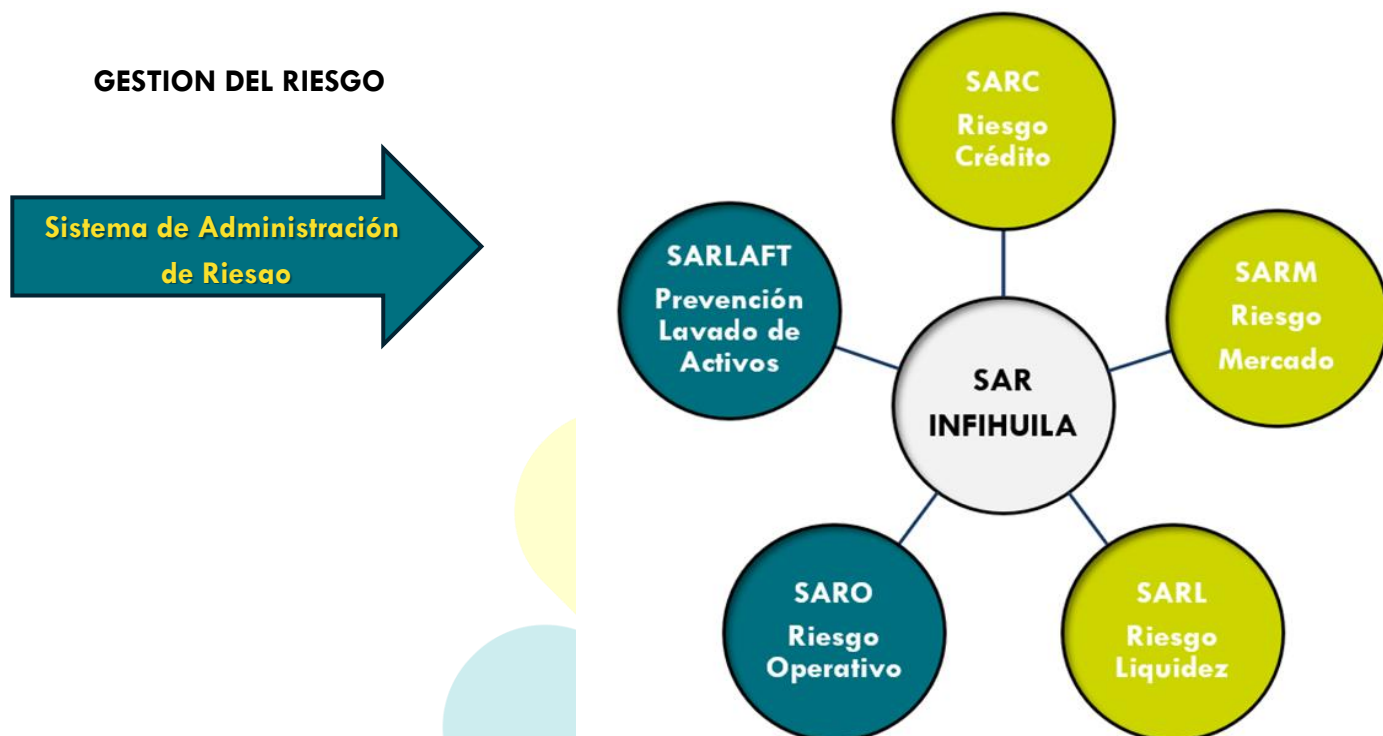 GESTION DEL RIESGO
Sistema de Administración
de Riesgo
SARC
Riesgo
Crédito
SARLAFT
Prevención
Lavado de
Activos
SARM
Riesgo
Mercado
SAR
INFIHUILA
SARO
Riesgo
Operativo
SARL
Riesgo
Liquidez